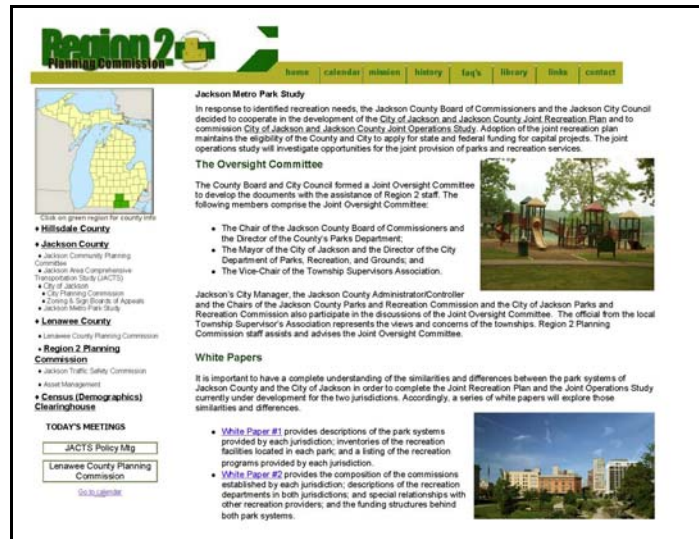 Region 2
Planning Commission
home
calendar
mission
history
faq's
library
links
contact
Click on green region for county info
♦ Hillsdale County
♦ Jackson County
♦ Jackson Community Planning
Committee
♦ Jackson Area Comprehensive
Transportation Study (JACTS)
♦ City of Jackson
♦ City Planning Commission
♦ Zoning & Sign Boards of Appeals
♦ Jackson Metro Park Study
♦ Lenawee County
♦ Lenawee County Planning Commission
♦ Region 2 Planning
Commission
♦ Jackson Traffic Safety Commission
♦ Asset Management
♦ Census (Demographics)
Clearinghouse
TODAY'S MEETINGS
JACTS Policy Mtg
Lenawee County Planning
Commission
Go to calendar
Jackson Metro Park Study
In response to identified recreation needs, the Jackson County Board of Commissioners and the Jackson City Council
decided to cooperate in the development of the City of Jackson and Jackson County Joint Recreation Plan and to
commission City of Jackson and Jackson County Joint Operations Study. Adoption of the joint recreation plan
maintains the eligibility of the County and City to apply for state and federal funding for capital projects. The joint
operations study will investigate opportunities for the joint provision of parks and recreation services.
The Oversight Committee
The County Board and City Council formed a Joint Oversight Committee
to develop the documents with the assistance of Region 2 staff. The
following members comprise the Joint Oversight Committee:
• The Chair of the Jackson County Board of Commissioners and
the Director of the County's Parks Department;
• The Mayor of the City of Jackson and the Director of the City
Department of Parks, Recreation, and Grounds; and
• The Vice-Chair of the Township Supervisors Association.
Jackson's City Manager, the Jackson County Administrator/Controller
and the Chairs of the Jackson County Parks and Recreation Commission and the City of Jackson Parks and
Recreation Commission also participate in the discussions of the Joint Oversight Committee. The official from the local
Township Supervisor's Association represents the views and concerns of the townships. Region 2 Planning
Commission staff assists and advises the Joint Oversight Committee.
White Papers
It is important to have a complete understanding of the similarities and differences between the park systems of
Jackson County and the City of Jackson in order to complete the Joint Recreation Plan and the Joint Operations Study
currently under development for the two jurisdictions. Accordingly, a series of white papers will explore those
similarities and differences.
• White Paper #1 provides descriptions of the park systems
provided by each jurisdiction; inventories of the recreation
facilities located in each park; and a listing of the recreation
programs provided by each jurisdiction.
• White Paper #2 provides the composition of the commissions
established by each jurisdiction; descriptions of the recreation
departments in both jurisdictions; and special relationships with
other recreation providers; and the funding structures behind
both park systems.